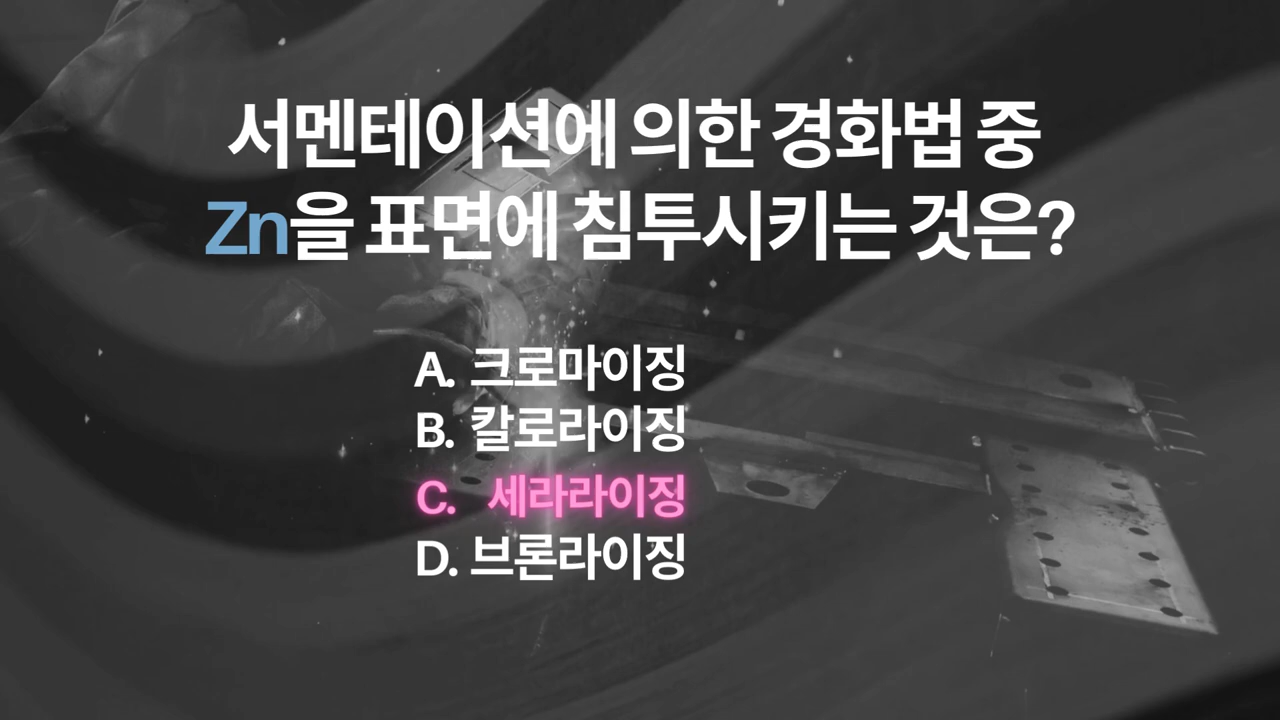 서멘테이션에 의한 경화법 중
Zn을 표면에 침투시키는 것은?
A. 크로마이징
B. 칼로라이징
C. 세라라이징
D. 브론라이징